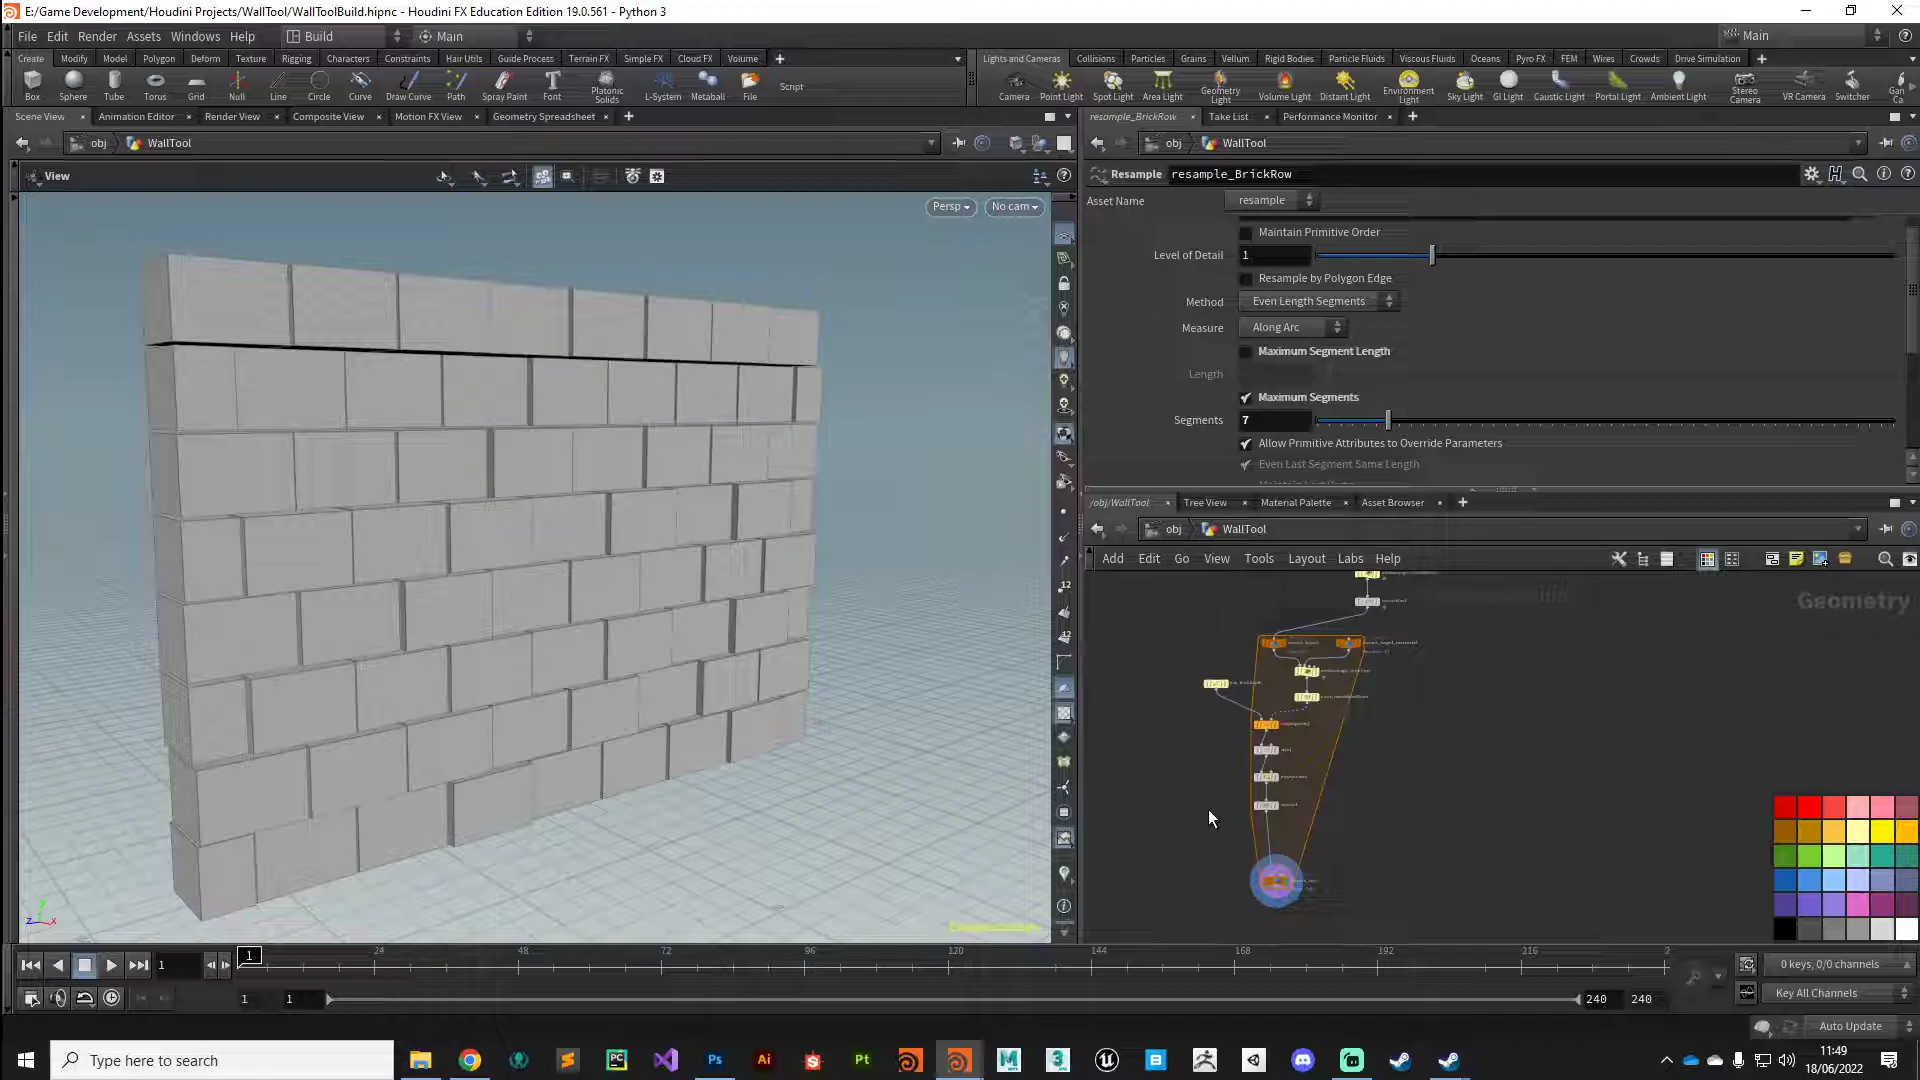 E:/Game Development/Houdini Projects/WallTool/WallToolBuild.hipnc - Houdini FX Education Edition 19.0.561 - Python 3
File Edit Render Assets Windows Help Build Main Main
Create Modify Model Polygon Deform Texture Rigging Characters Constraints Hair Utils Guide Process Terrain FX Simple FX Cloud FX Volume
Lights and Cameras Collisions Particles Grains Vellum Rigid Bodies Particle Fluids Viscous Fluids Oceans Pyro FX FEM Wires Crowds Drive Simulation
Box Sphere Tube Torus Grid Null Line Circle Curve Draw Curve Path Spray Paint Font Platonic Solids L-System Metaball File Script
Camera Point Light Spot Light Area Light Geometry Light Volume Light Distant Light Environment Light Sky Light GI Light Caustic Light Portal Light Ambient Light Stereo Camera VR Camera Switcher
Scene View Animation Editor Render View Composite View Motion FX View Geometry Spreadsheet
resample_BrickRow Take List Performance Monitor
obj WallTool
obj WallTool
View
Persp No cam
Resample resample_BrickRow
Asset Name resample
Maintain Primitive Order
Level of Detail 1
Resample by Polygon Edge
Method Even Length Segments
Measure Along Arc
Maximum Segment Length
Length
Maximum Segments
Segments 7
Allow Primitive Attributes to Override Parameters
Even Last Segment Same Length
/obj/WallTool Tree View Material Palette Asset Browser
obj WallTool
Add Edit Go View Tools Layout Labs Help
Geometry
1 24 48 72 96 120 144 168 192 216 2
1
0 keys, 0/0 channels
1 1 240 240
Key All Channels
Auto Update
Type here to search
11:49
18/06/2022